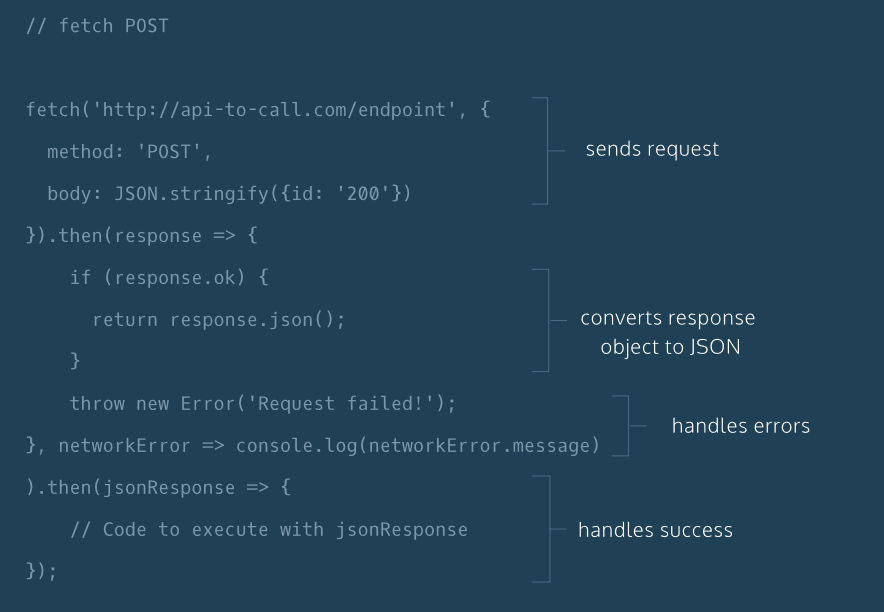 // fetch POST
fetch('http://api-to-call.com/endpoint', {
  method: 'POST',
  body: JSON.stringify({id: '200'})
sends request
}).then(response => {
    if (response.ok) {
      return response.json();
    }
converts response
object to JSON
    throw new Error('Request failed!');
}, networkError => console.log(networkError.message)
handles errors
).then(jsonResponse => {
    // Code to execute with jsonResponse
});
handles success